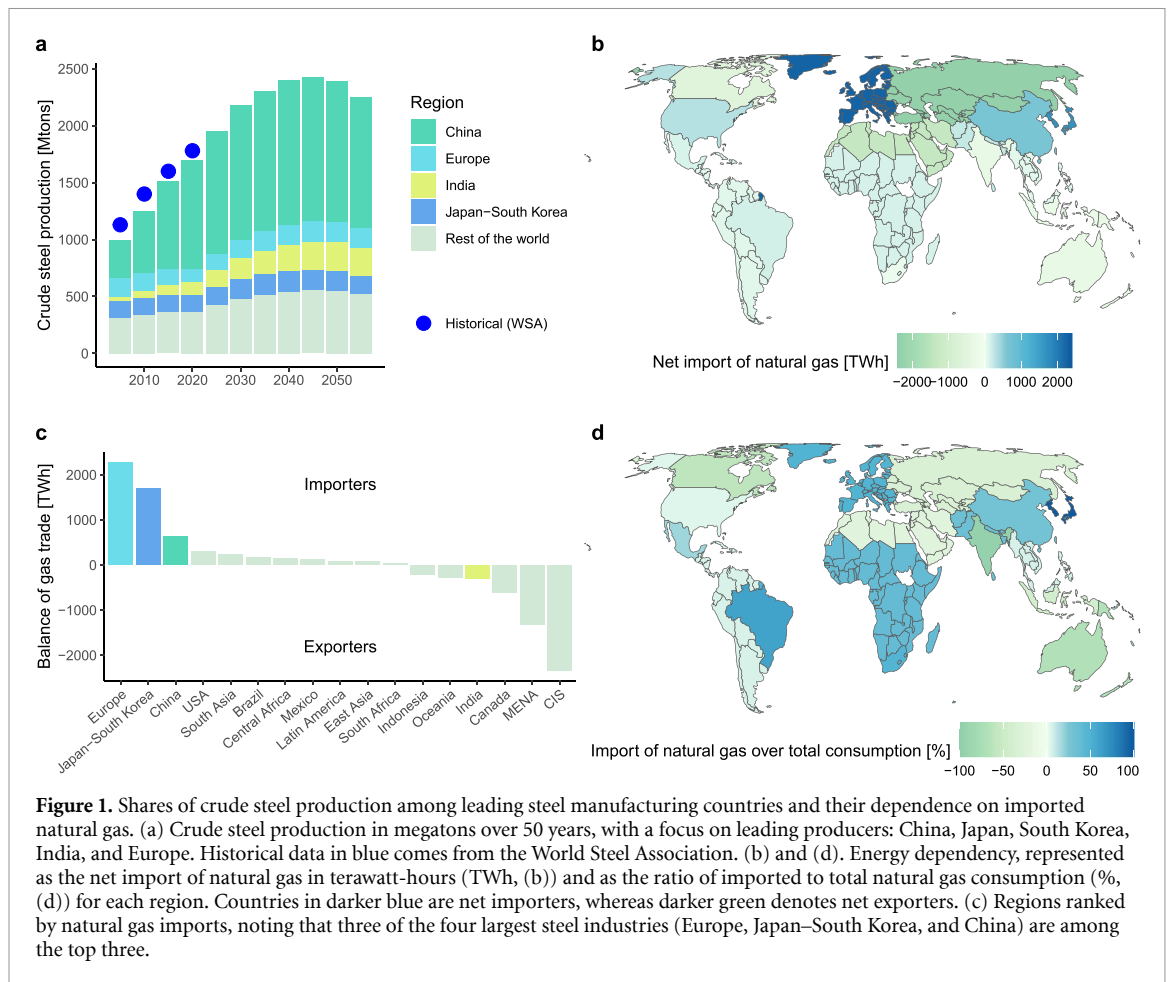 a
2500
2000
1500
1000
500
0
Crude steel production [Mtons]
2010 2020 2030 2040 2050
Region
China
Europe
India
Japan−South Korea
Rest of the world
Historical (WSA)
b
Net import of natural gas [TWh]
−2000 −1000 0 1000 2000
c
2000
1000
0
−1000
−2000
Balance of gas trade [TWh]
Importers
Exporters
Europe
Japan−South Korea
China
USA
South Asia
Brazil
Central Africa
Mexico
Latin America
East Asia
South Africa
Indonesia
Oceania
India
Canada
MENA
CIS
d
Import of natural gas over total consumption [%]
−100 −50 0 50 100
Figure 1. Shares of crude steel production among leading steel manufacturing countries and their dependence on imported
natural gas. (a) Crude steel production in megatons over 50 years, with a focus on leading producers: China, Japan, South Korea,
India, and Europe. Historical data in blue comes from the World Steel Association. (b) and (d). Energy dependency, represented
as the net import of natural gas in terawatt-hours (TWh, (b)) and as the ratio of imported to total natural gas consumption (%,
(d)) for each region. Countries in darker blue are net importers, whereas darker green denotes net exporters. (c) Regions ranked
by natural gas imports, noting that three of the four largest steel industries (Europe, Japan–South Korea, and China) are among
the top three.